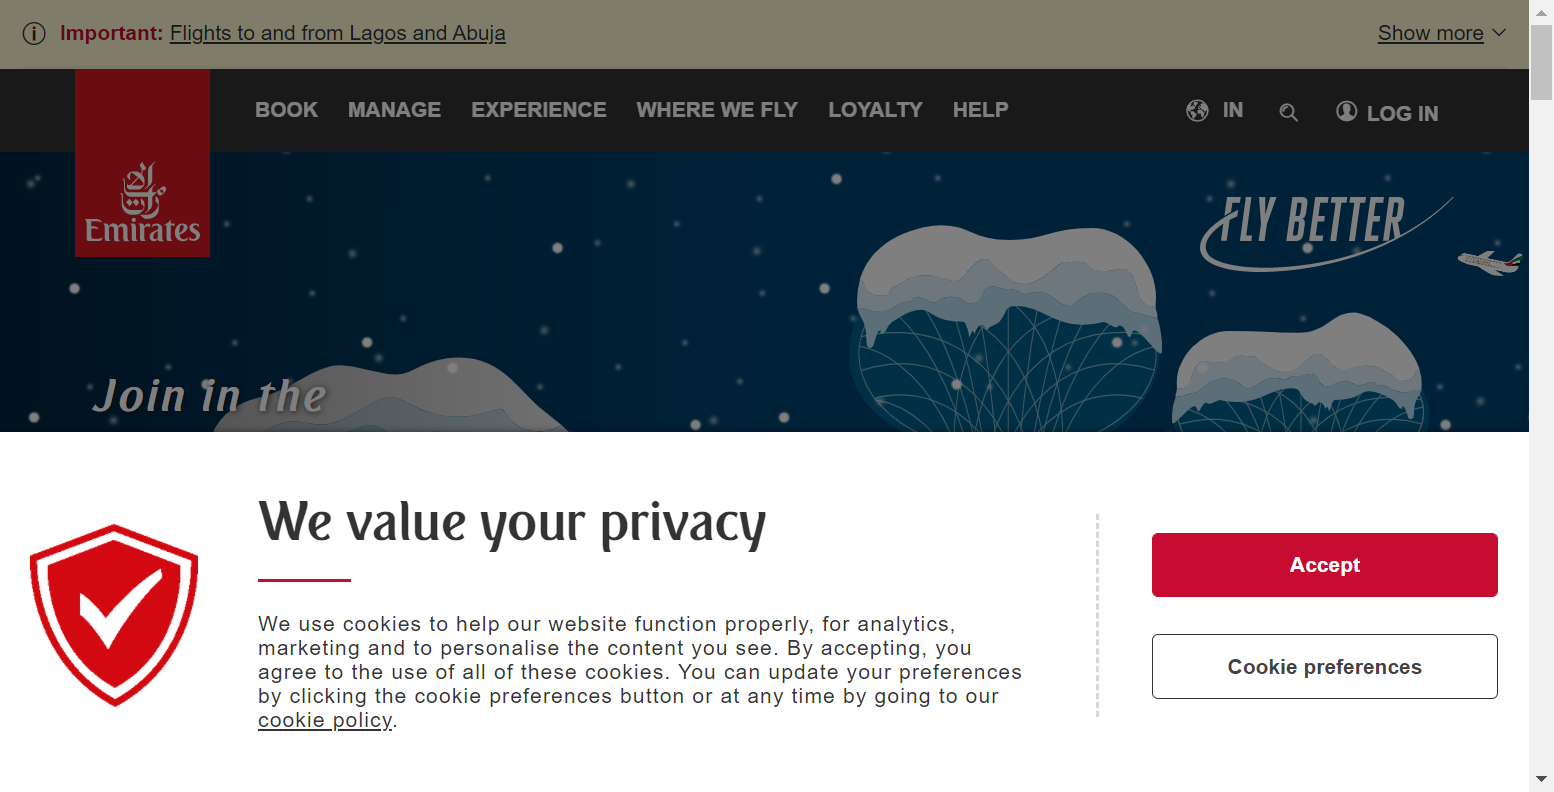 Important: Flights to and from Lagos and Abuja
Show more
BOOK MANAGE EXPERIENCE WHERE WE FLY LOYALTY HELP
IN
LOG IN
Emirates
FLY BETTER
Join in the
We value your privacy
We use cookies to help our website function properly, for analytics,
marketing and to personalise the content you see. By accepting, you
agree to the use of all of these cookies. You can update your preferences
by clicking the cookie preferences button or at any time by going to our
cookie policy.
Accept
Cookie preferences